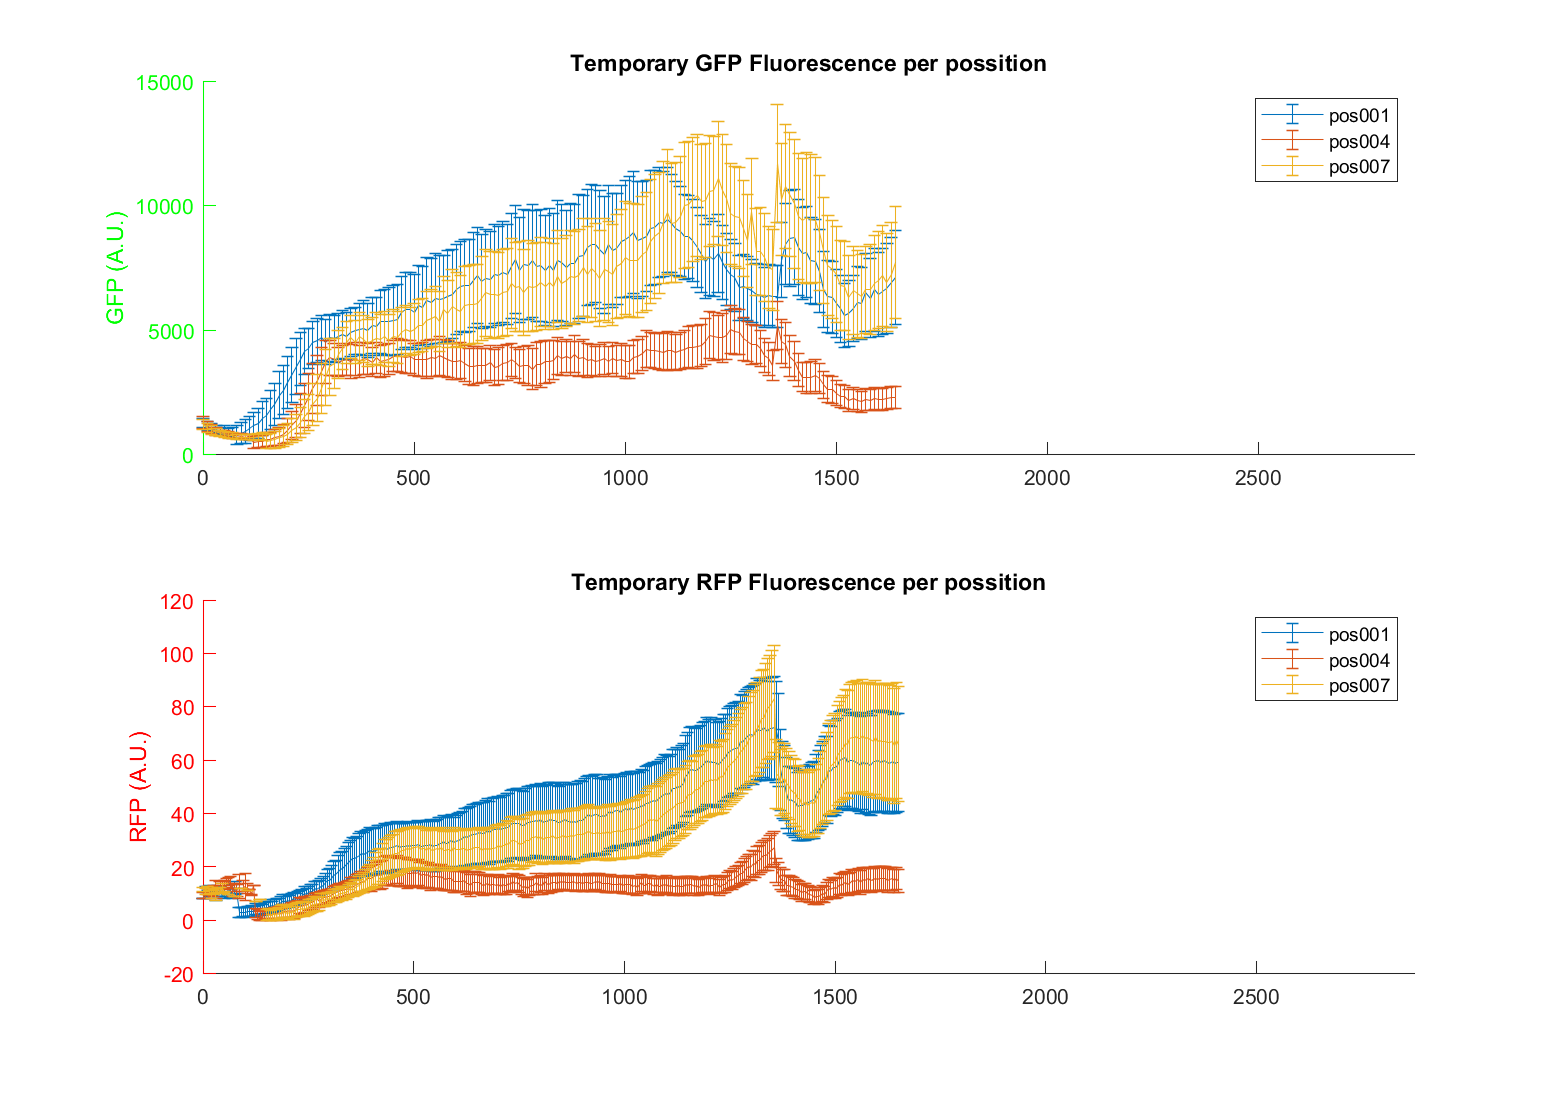 Temporary GFP Fluorescence per possition
15000
10000
5000
0
GFP (A.U.)
0 500 1000 1500 2000 2500
pos001
pos004
pos007
Temporary RFP Fluorescence per possition
120
100
80
60
40
20
0
-20
RFP (A.U.)
0 500 1000 1500 2000 2500
pos001
pos004
pos007